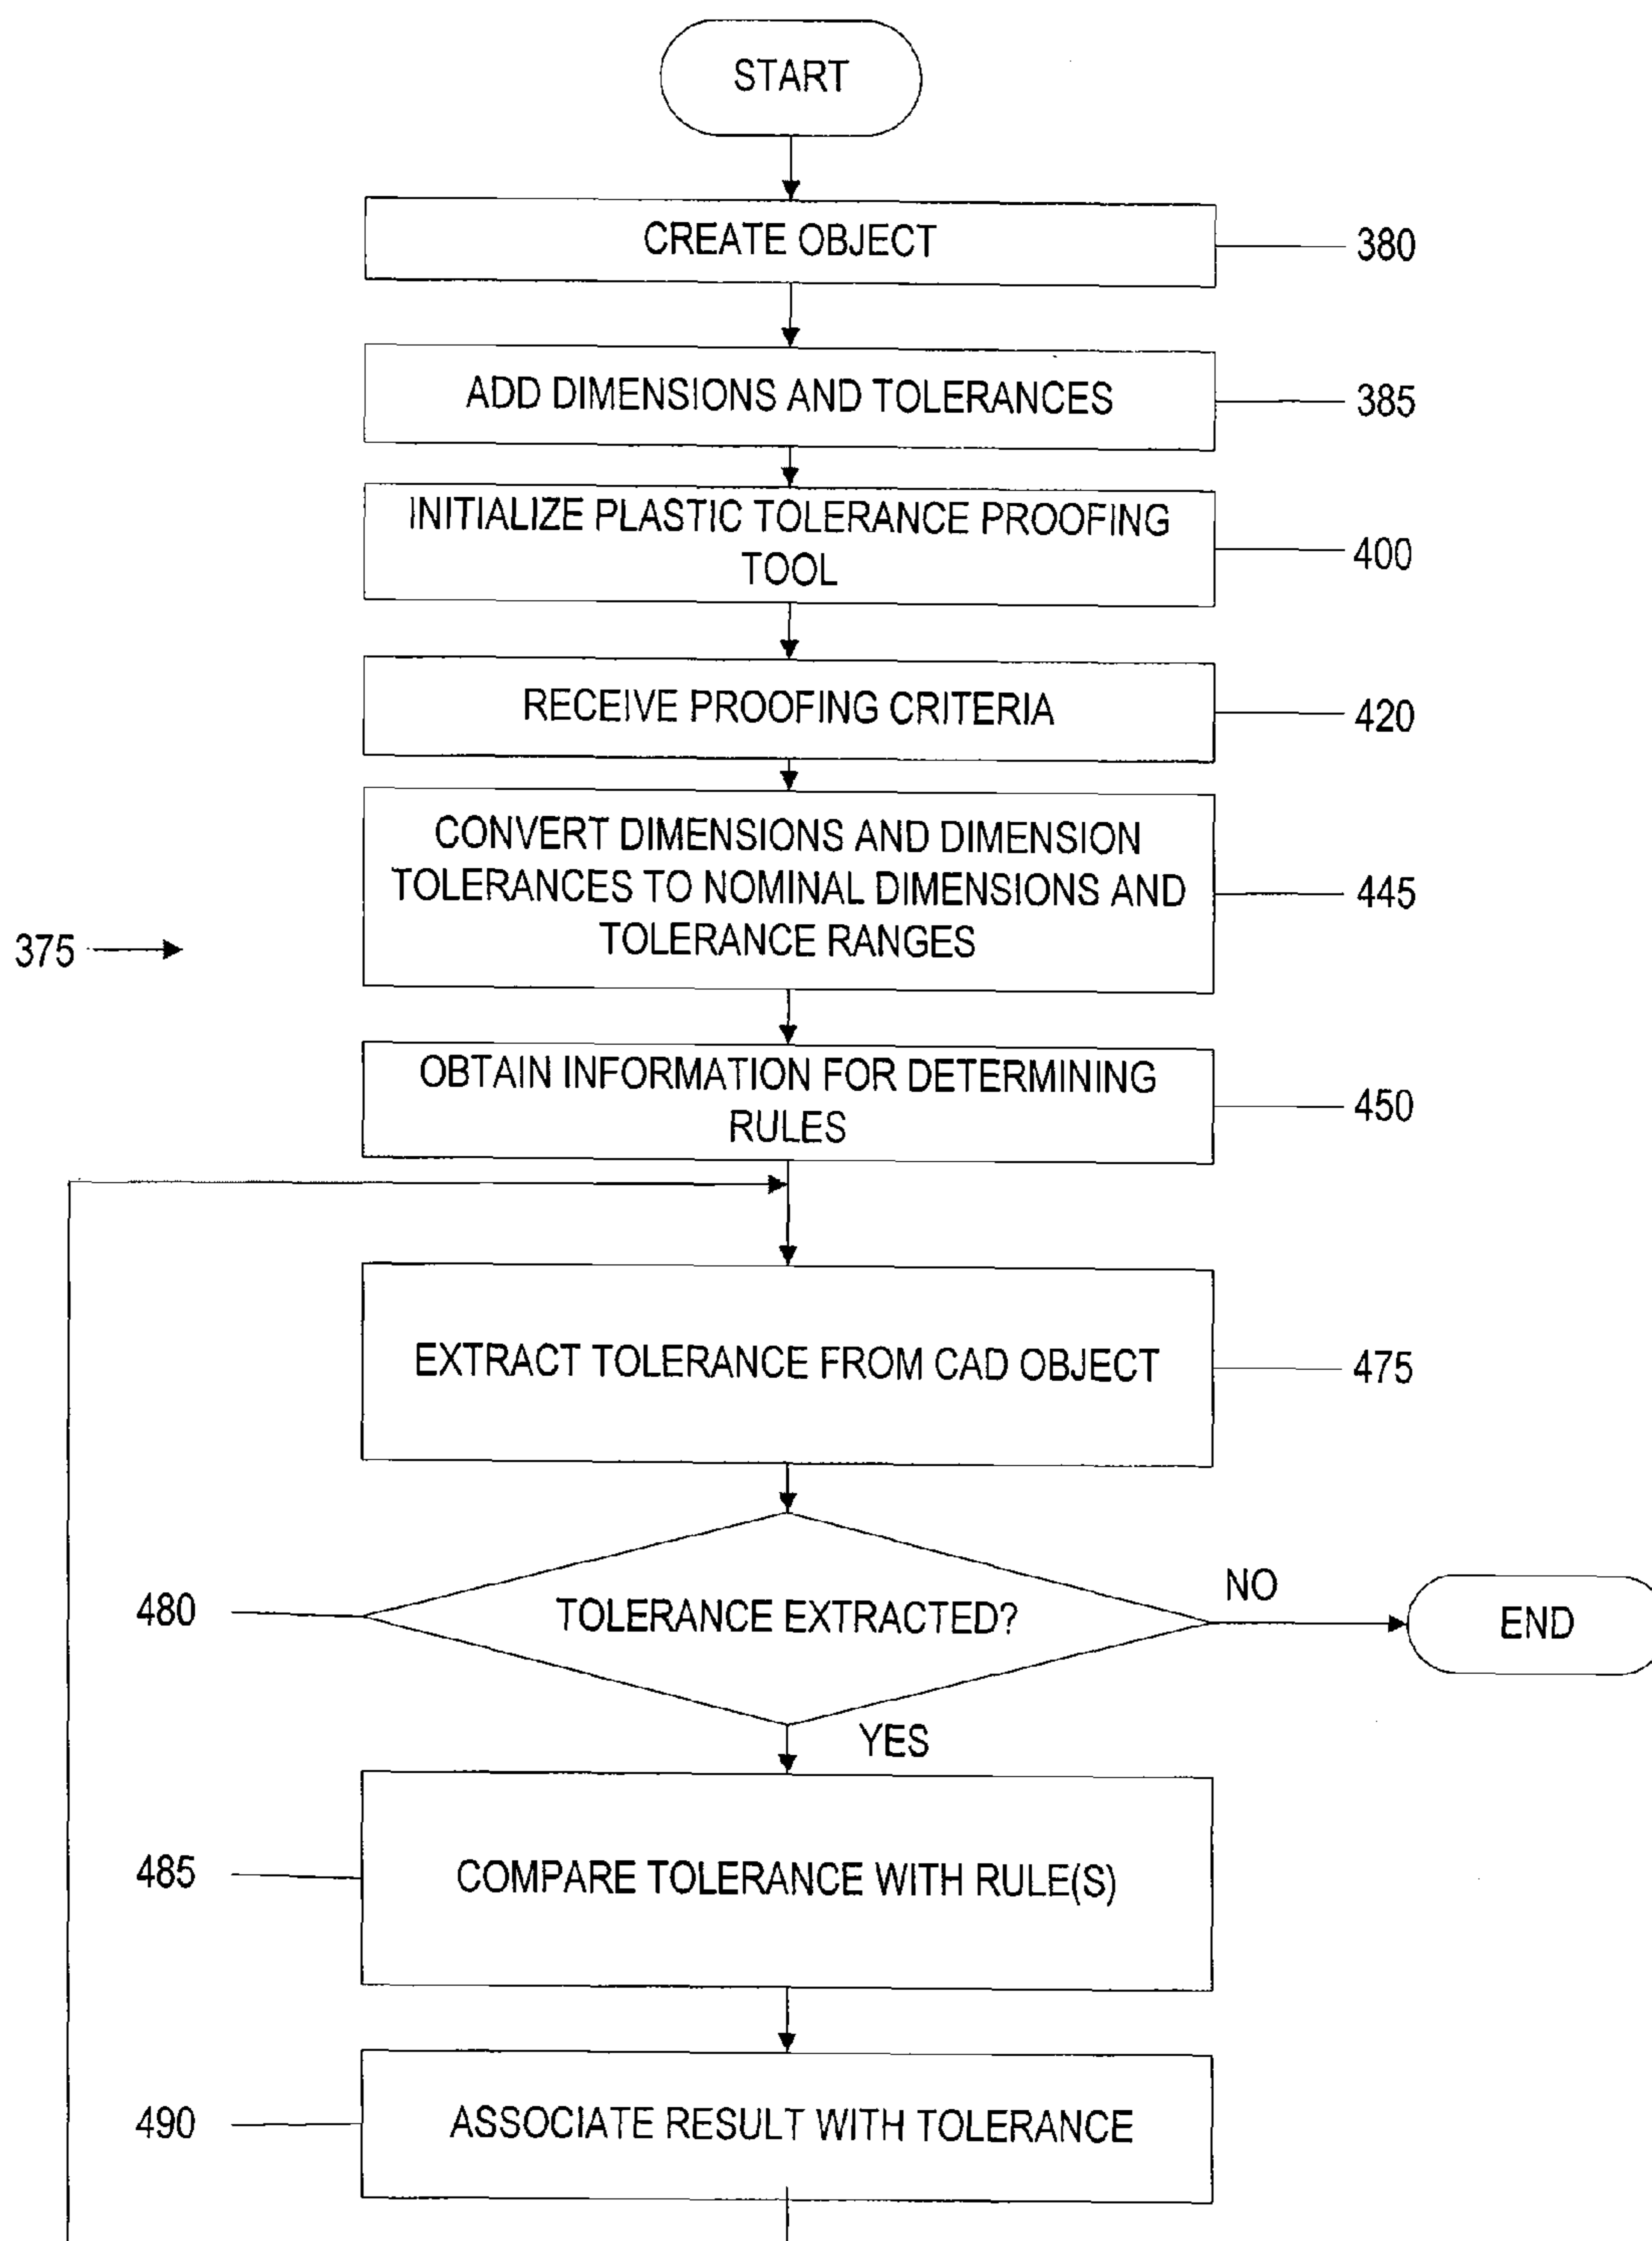 START
CREATE OBJECT
380
ADD DIMENSIONS AND TOLERANCES
385
INITIALIZE PLASTIC TOLERANCE PROOFING
TOOL
400
RECEIVE PROOFING CRITERIA
420
CONVERT DIMENSIONS AND DIMENSION
TOLERANCES TO NOMINAL DIMENSIONS AND
TOLERANCE RANGES
445
375
OBTAIN INFORMATION FOR DETERMINING
RULES
450
EXTRACT TOLERANCE FROM CAD OBJECT
475
480
TOLERANCE EXTRACTED?
NO
END
YES
485
COMPARE TOLERANCE WITH RULE(S)
490
ASSOCIATE RESULT WITH TOLERANCE